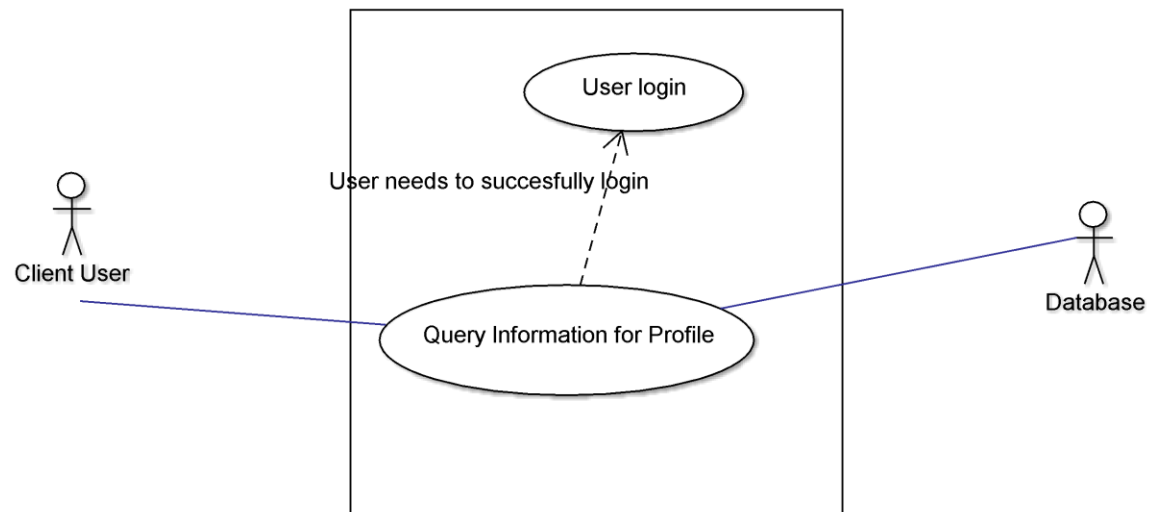 User login
User needs to succesfully login
Client User
Database
Query Information for Profile